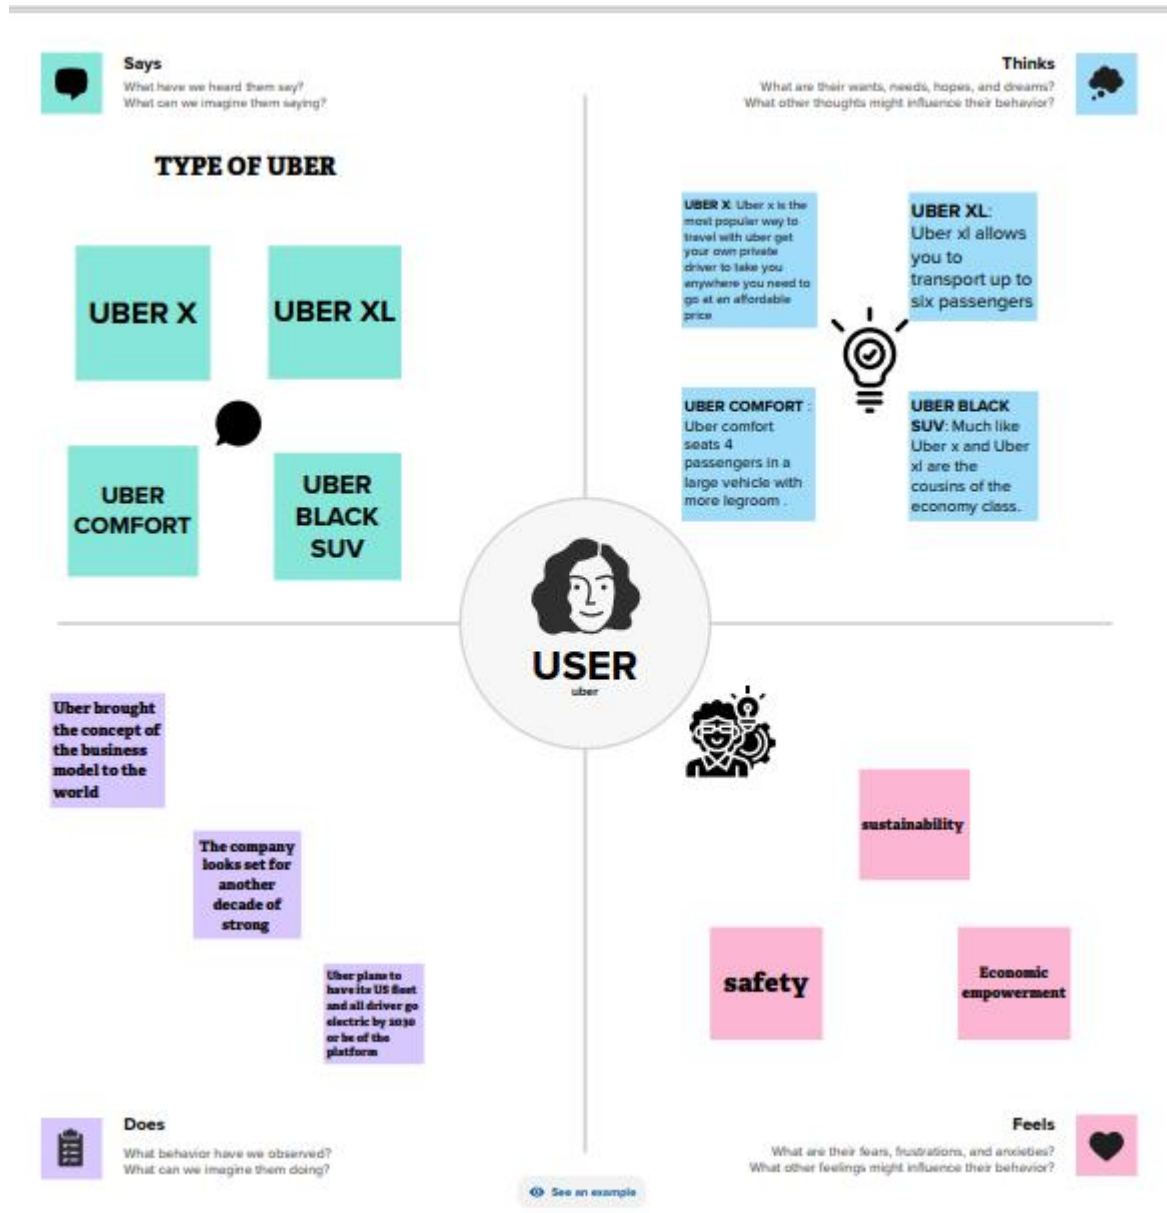 Says
What have we heard them say?
What can we imagine them saying?
Thinks
What are their wants, needs, hopes, and dreams?
What other thoughts might influence their behavior?
TYPE OF UBER
UBER X
UBER XL
UBER
COMFORT
UBER
BLACK
SUV
UBER X: Uber x is the
most popular way to
travel with uber get
your own private
driver to take you
anywhere you need to
go at an affordable
price
UBER XL:
Uber xl allows
you to
transport up to
six passengers
UBER COMFORT :
Uber comfort
seats 4
passengers in a
large vehicle with
more legroom .
UBER BLACK
SUV: Much like
Uber x and Uber
xl are the
cousins of the
economy class.
USER
uber
Uber brought
the concept of
the business
model to the
world
The company
looks set for
another
decade of
strong
Uber plans to
have its US fleet
and all driver go
electric by 2030
or be of the
platform
sustainability
safety
Economic
empowerment
Does
What behavior have we observed?
What can we imagine them doing?
Feels
What are their fears, frustrations, and anxieties?
What other feelings might influence their behavior?
See an example